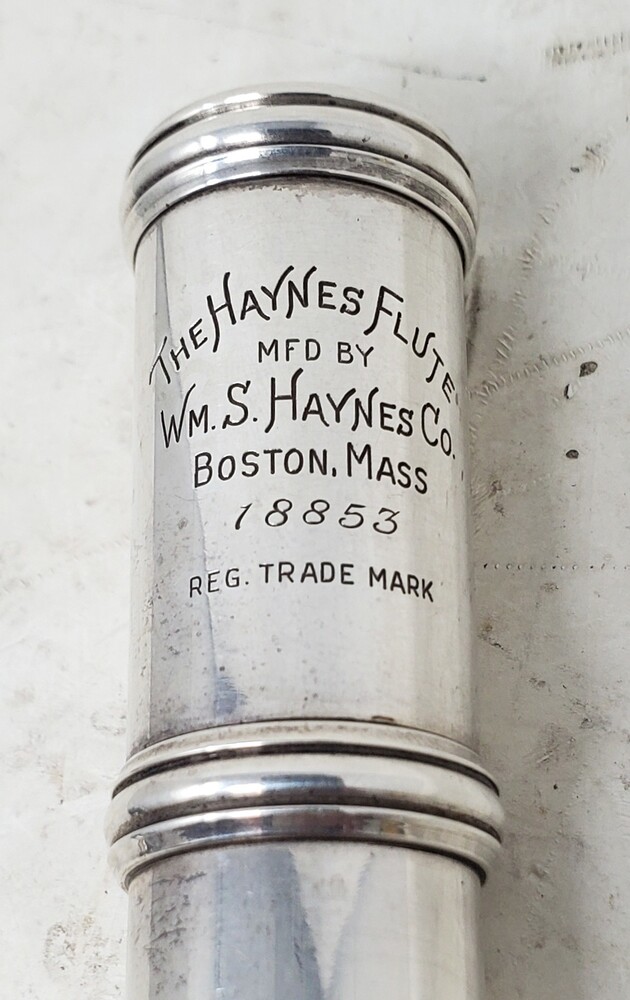 THE HAYNES FLUTE
MFD BY
WM. S. HAYNES CO.
BOSTON, MASS
18853
REG. TRADE MARK